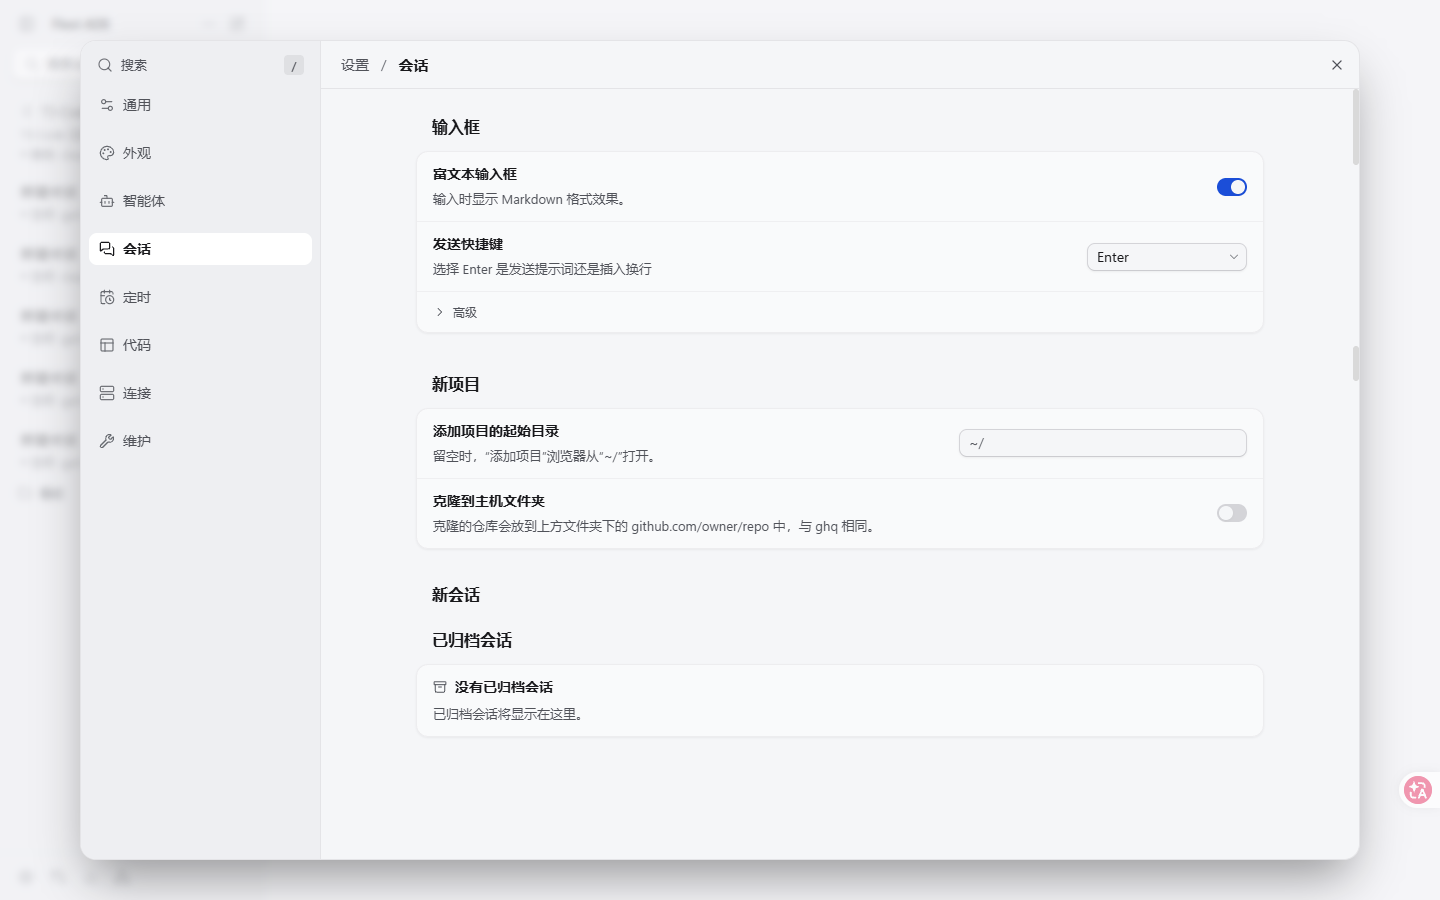 搜索
/
设置 / 会话
通用
外观
智能体
会话
定时
代码
连接
维护
输入框
富文本输入框
输入时显示 Markdown 格式效果。
发送快捷键
选择 Enter 是发送提示词还是插入换行
Enter
高级
新项目
添加项目的起始目录
留空时，“添加项目”浏览器从“~/”打开。
~/
克隆到主机文件夹
克隆的仓库会放到上方文件夹下的 github.com/owner/repo 中，与 ghq 相同。
新会话
已归档会话
没有已归档会话
已归档会话将显示在这里。